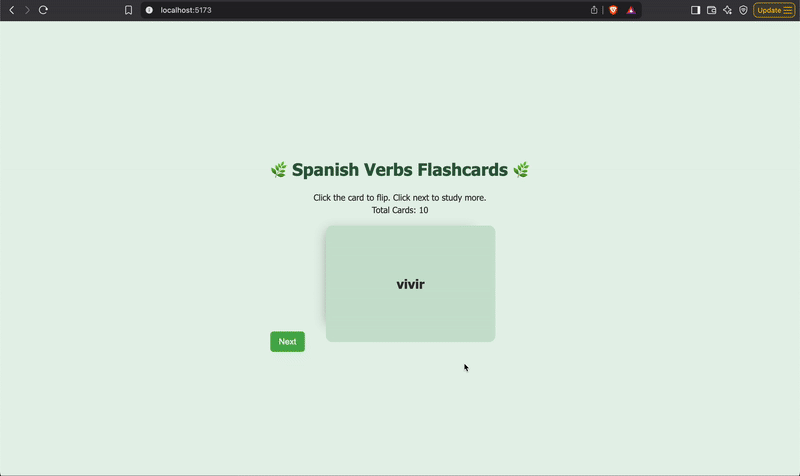 localhost:5173
Update
🌿 Spanish Verbs Flashcards 🌿
Click the card to flip. Click next to study more.
Total Cards: 10
vivir
Next